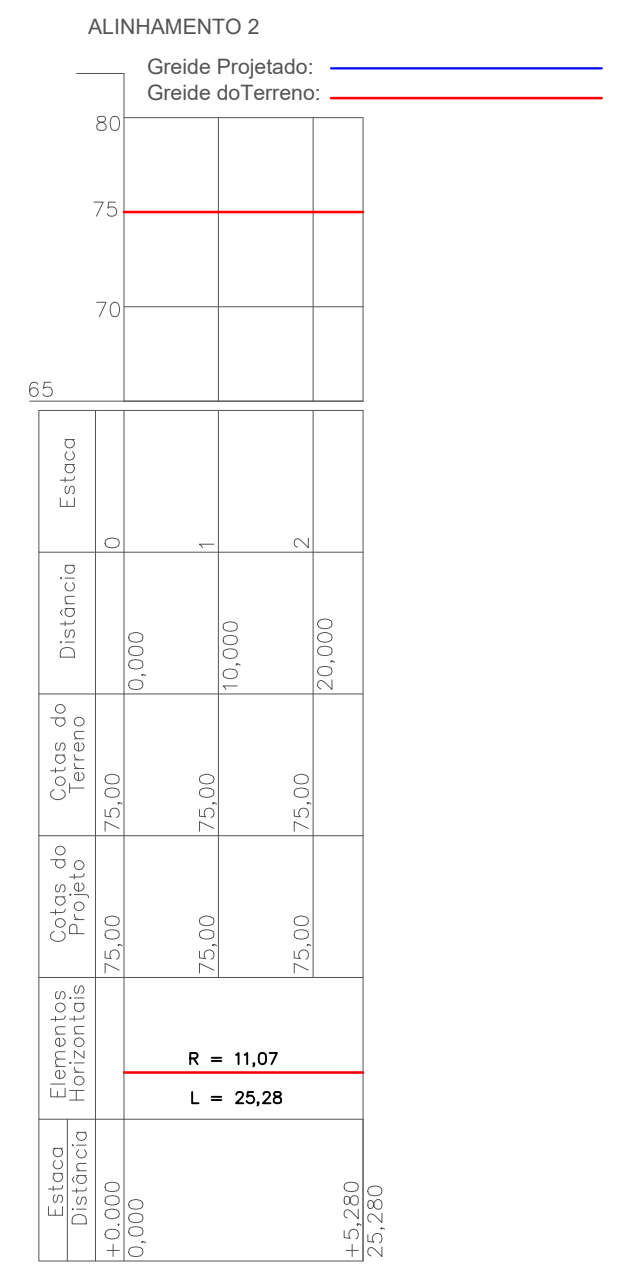 ALINHAMENTO 2
Greide Projetado:
Greide doTerreno:
80
75
70
65
Estaca
0
1
2
Distância
0,000
10,000
20,000
Cotas do
Terreno
75,00
75,00
75,00
Cotas do
Projeto
75,00
75,00
75,00
Elementos
Horizontais
R = 11,07
L = 25,28
Estaca
Distância
+0.000
0,000
+5,280
25,280